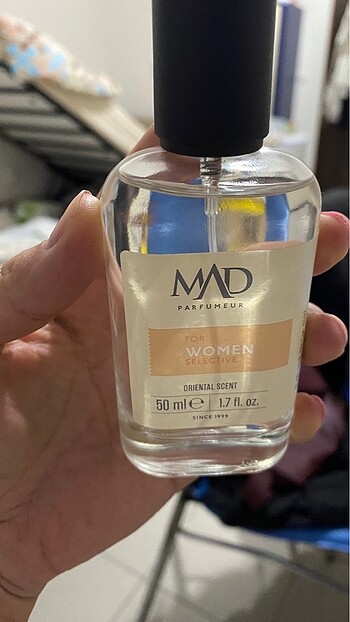 MAD
PARFUMEUR
FOR
WOMEN
SELECTIVE
ORIENTAL SCENT
50 ml ℮ 1.7 fl. oz.
SINCE 1999